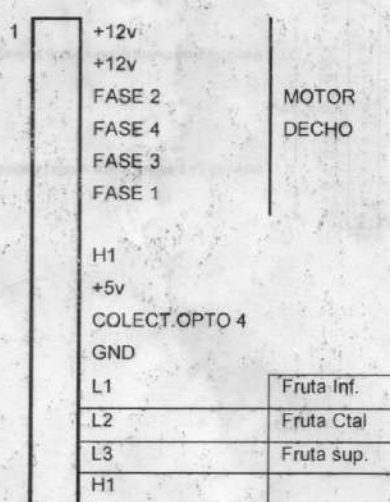 1 +12v
+12v
FASE 2 MOTOR
FASE 4 DECHO
FASE 3
FASE 1
H1
+5v
COLECT.OPTO 4
GND
L1 Fruta Inf.
L2 Fruta Ctal
L3 Fruta sup.
H1